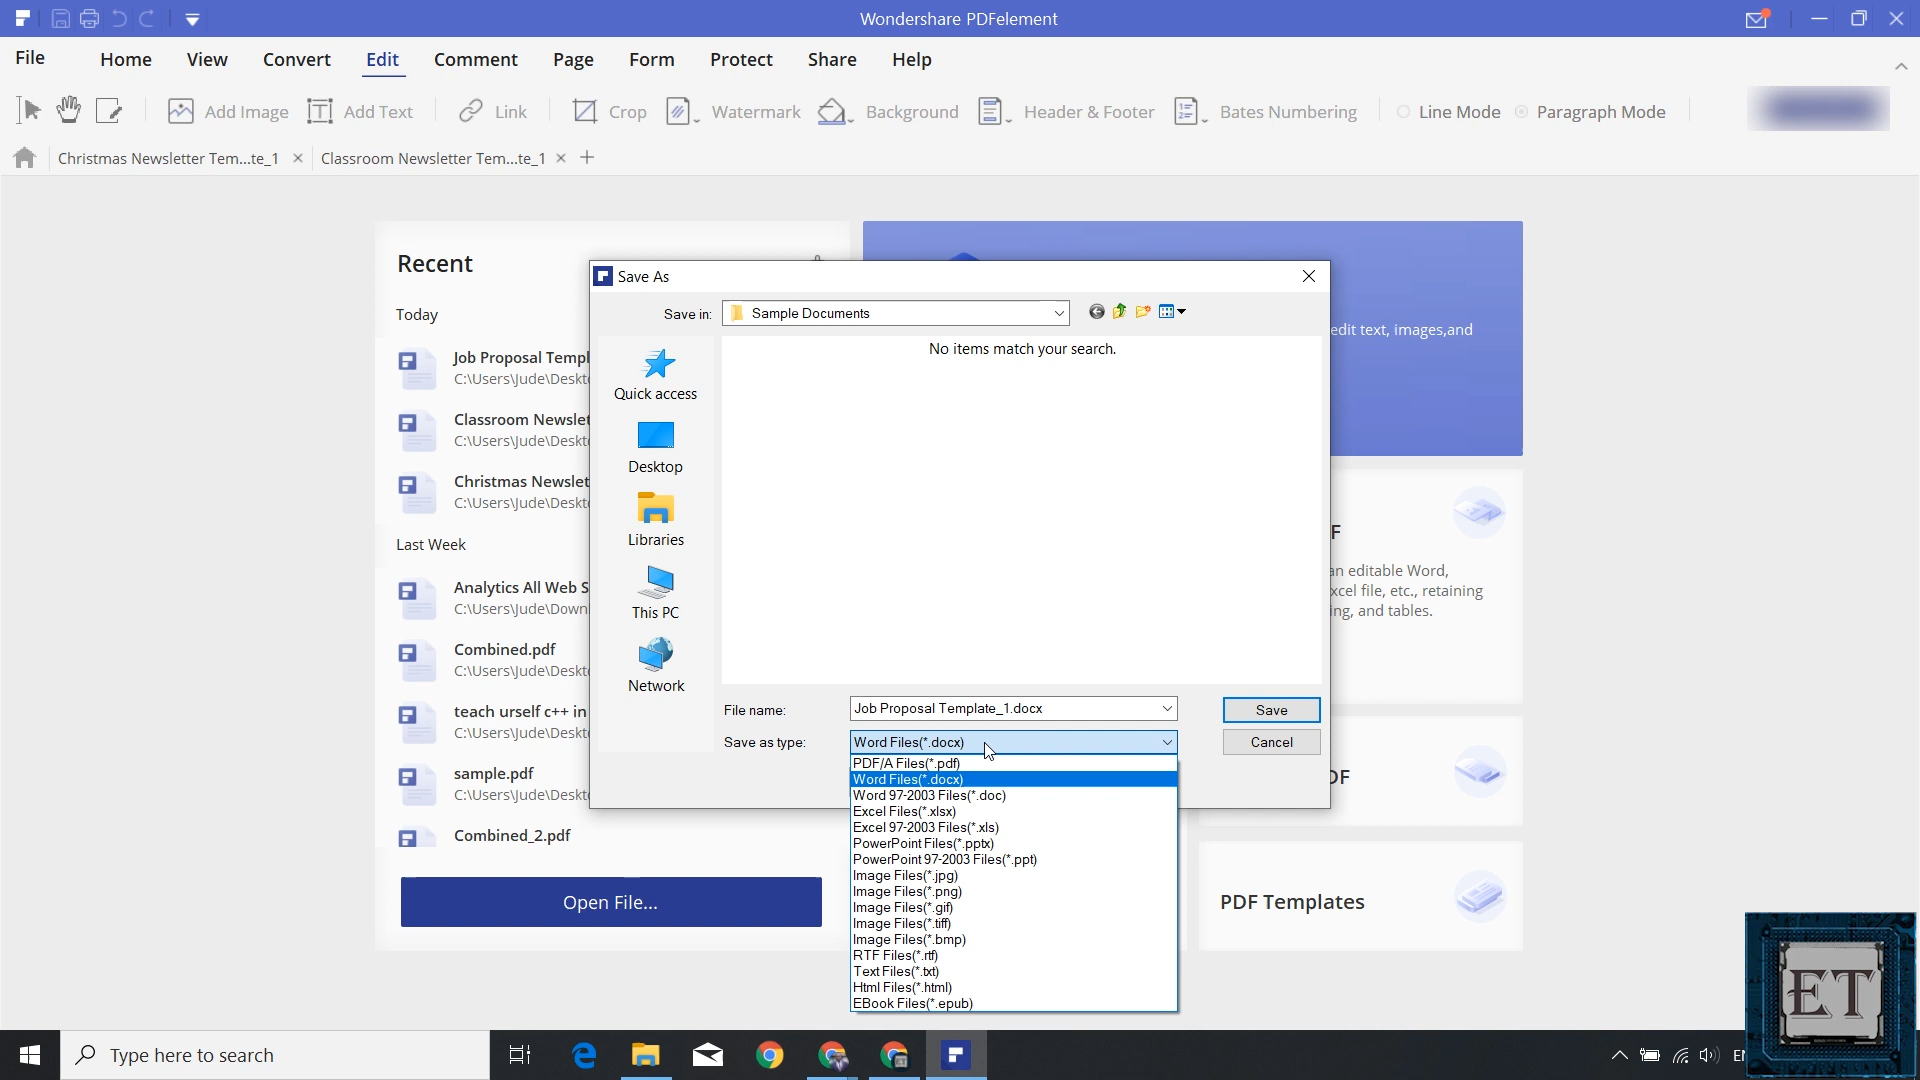 Wondershare PDFelement
File Home View Convert Edit Comment Page Form Protect Share Help
Add Image Add Text Link Crop Watermark Background Header & Footer Bates Numbering Line Mode Paragraph Mode
Christmas Newsletter Tem...te_1 Classroom Newsletter Tem...te_1
Recent
Today
Job Proposal Templ
C:\Users\Jude\Deskt
Classroom Newslet
C:\Users\Jude\Deskt
Christmas Newslet
C:\Users\Jude\Deskt
Last Week
Analytics All Web S
C:\Users\Jude\Down
Combined.pdf
C:\Users\Jude\Deskt
teach urself c++ in
C:\Users\Jude\Deskt
sample.pdf
C:\Users\Jude\Deskt
Combined_2.pdf
Open File...
Save As
Save in: Sample Documents
No items match your search.
Quick access
Desktop
Libraries
This PC
Network
File name: Job Proposal Template_1.docx Save
Save as type: Word Files(*.docx) Cancel
PDF/A Files(*.pdf)
Word Files(*.docx)
Word 97-2003 Files(*.doc)
Excel Files(*.xlsx)
Excel 97-2003 Files(*.xls)
PowerPoint Files(*.pptx)
PowerPoint 97-2003 Files(*.ppt)
Image Files(*.jpg)
Image Files(*.png)
Image Files(*.gif)
Image Files(*.tiff)
Image Files(*.bmp)
RTF Files(*.rtf)
Text Files(*.txt)
Html Files(*.html)
EBook Files(*.epub)
edit text, images,and
F
an editable Word,
xcel file, etc., retaining
ing, and tables.
DF
PDF Templates
ET
Type here to search